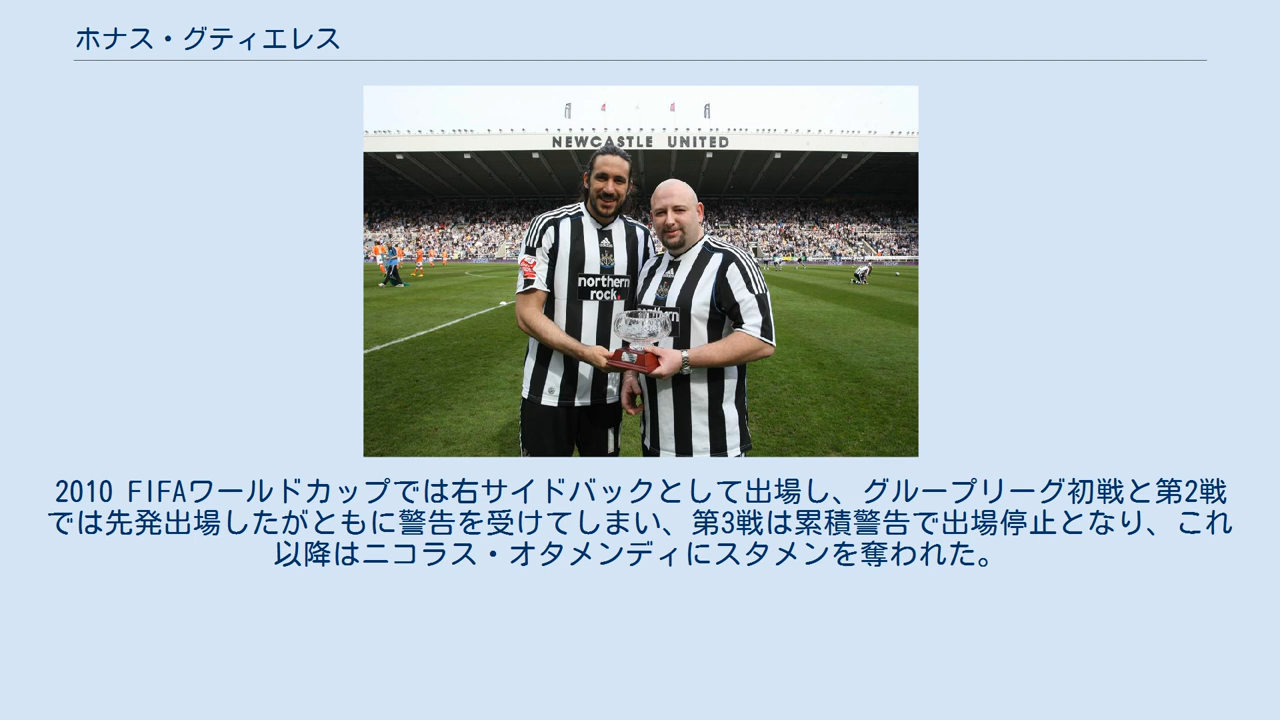 ホナス・グティエレス
NEWCASTLE UNITED
adidas
northern
rock.
northern
2010 FIFAワールドカップでは右サイドバックとして出場し、グループリーグ初戦と第2戦
では先発出場したがともに警告を受けてしまい、第3戦は累積警告で出場停止となり、これ
以降はニコラス・オタメンディにスタメンを奪われた。